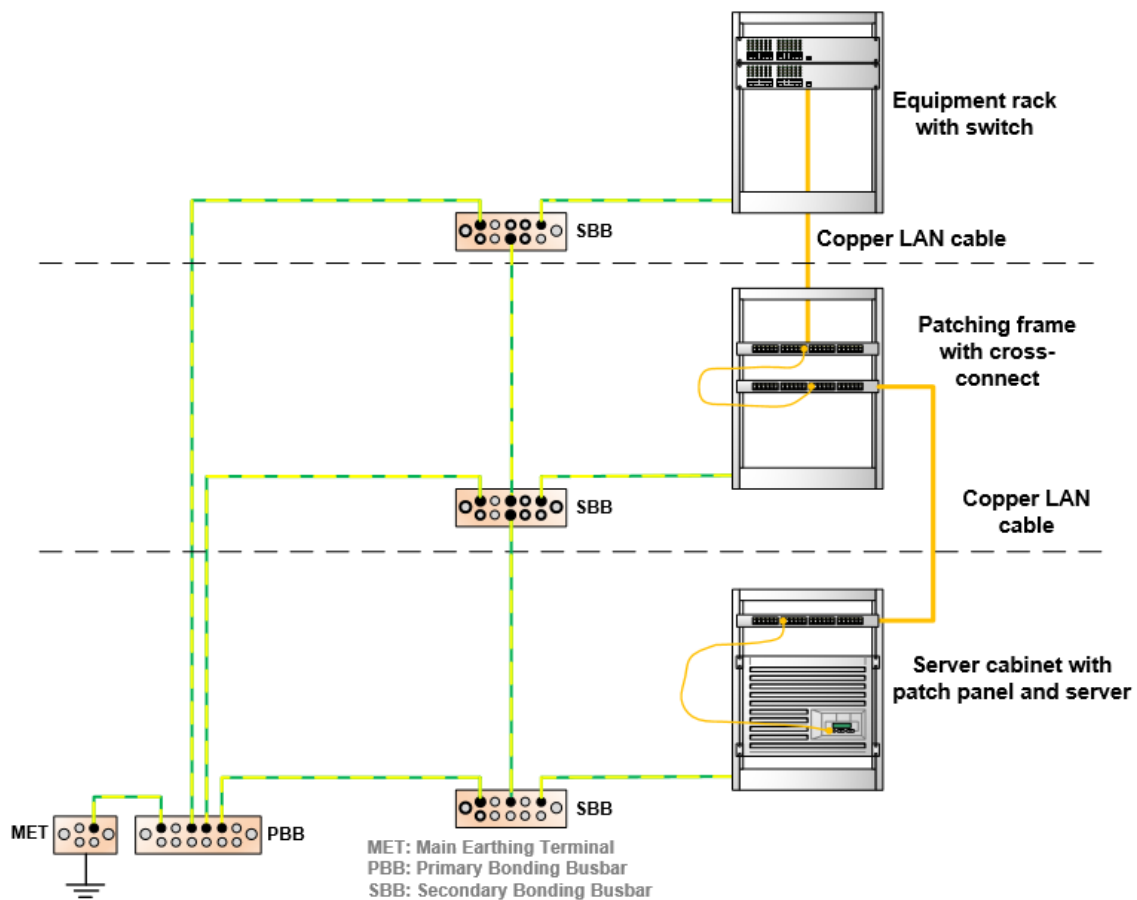 Equipment rack
with switch
SBB
Copper LAN cable
Patching frame
with cross-
connect
SBB
Copper LAN
cable
Server cabinet with
patch panel and server
SBB
MET
PBB
MET: Main Earthing Terminal
PBB: Primary Bonding Busbar
SBB: Secondary Bonding Busbar